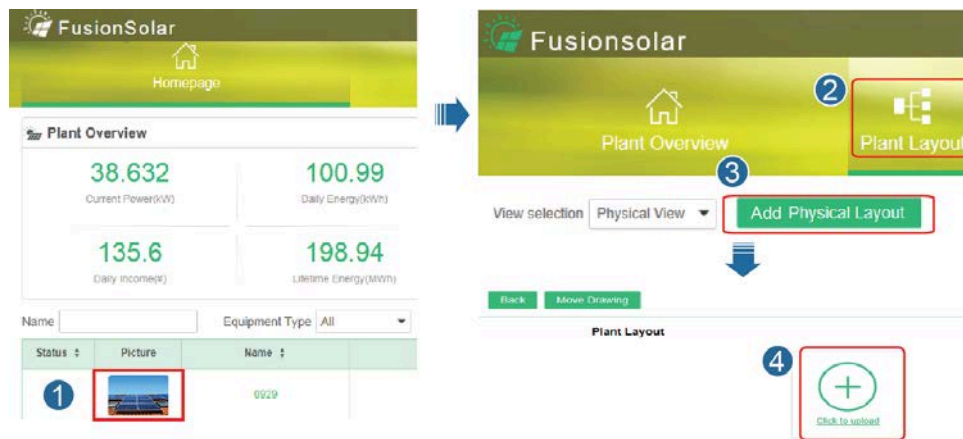 FusionSolar
Homepage
Plant Overview
38.632
100.99
Current Power(kW)
Daily Energy(kWh)
135.6
198.94
Daily Income(¥)
Lifetime Energy(MWh)
Name
Equipment Type All
Status
Picture
Name
1
0929
Fusionsolar
2
Plant Overview
Plant Layout
3
View selection Physical View
Add Physical Layout
Back
Move Drawing
Plant Layout
4
Click to upload